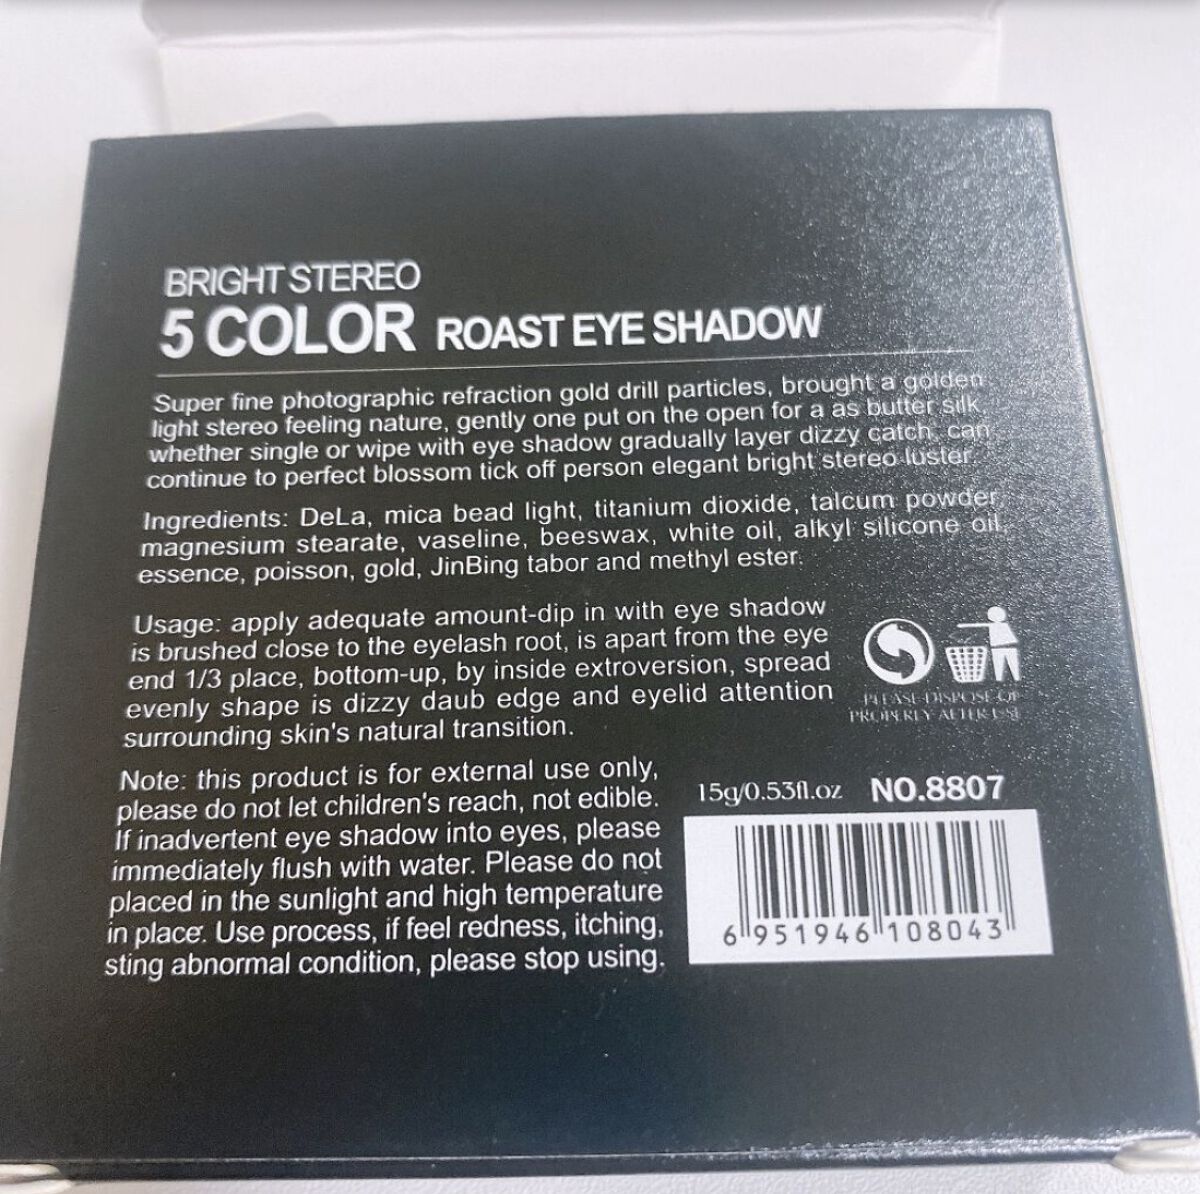 BRIGHT STEREO
5 COLOR ROAST EYE SHADOW
Super fine photographic refraction gold drill particles, brought a golden
light stereo feeling nature, gently one put on the open for a as butter silk
whether single or wipe with eye shadow gradually layer dizzy catch, can
continue to perfect blossom tick off person elegant bright stereo luster
Ingredients: DeLa, mica bead light, titanium dioxide, talcum powder,
magnesium stearate, vaseline, beeswax, white oil, alkyl silicone oil,
essence, poisson, gold, JinBing tabor and methyl ester.
Usage: apply adequate amount-dip in with eye shadow
is brushed close to the eyelash root, is apart from the eye
end 1/3 place, bottom-up, by inside extroversion, spread
evenly shape is dizzy daub edge and eyelid attention
surrounding skin's natural transition.
PLEASE DISPOSE OF
PROPERLY AFTER USE
Note: this product is for external use only,
please do not let children's reach, not edible.
If inadvertent eye shadow into eyes, please
immediately flush with water. Please do not
placed in the sunlight and high temperature
in place. Use process, if feel redness, itching,
sting abnormal condition, please stop using.
15g/0.53fl.oz NO.8807
6 951946 108043